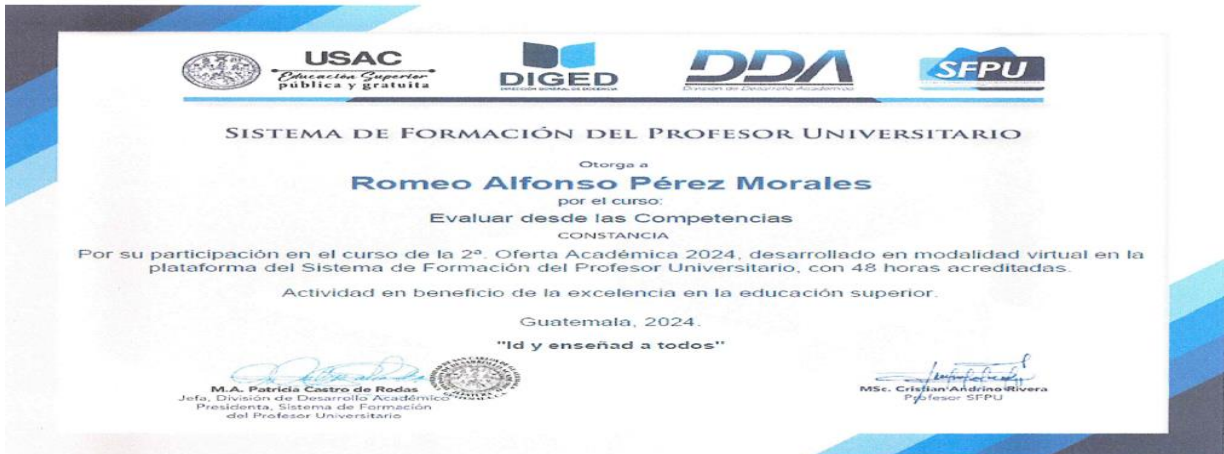 USAC
Educación Superior
pública y gratuita
DIGED
DIRECCIÓN GENERAL DE DOCENCIA
DDA
División de Desarrollo Académico
SFPU
SISTEMA DE FORMACIÓN DEL PROFESOR UNIVERSITARIO
Otorga a
Romeo Alfonso Pérez Morales
por el curso:
Evaluar desde las Competencias
CONSTANCIA
Por su participación en el curso de la 2ª. Oferta Académica 2024, desarrollado en modalidad virtual en la
plataforma del Sistema de Formación del Profesor Universitario, con 48 horas acreditadas.
Actividad en beneficio de la excelencia en la educación superior.
Guatemala, 2024.
"Id y enseñad a todos"
M.A. Patricia Castro de Rodas
Jefa, División de Desarrollo Académico
Presidenta, Sistema de Formación
del Profesor Universitario
MSc. Cristian Andrino Rivera
Profesor SFPU